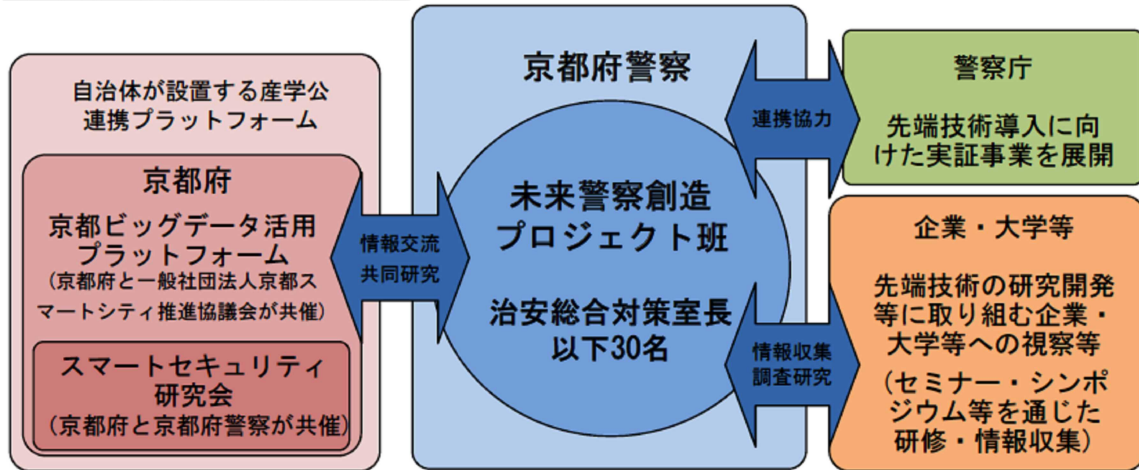 自治体が設置する産学公
連携プラットフォーム
京都府
京都ビッグデータ活用
プラットフォーム
(京都府と一般社団法人京都ス
マートシティ推進協議会が共催)
スマートセキュリティ
研究会
(京都府と京都府警察が共催)
情報交流
共同研究
京都府警察
未来警察創造
プロジェクト班
治安総合対策室長
以下30名
連携協力
情報収集
調査研究
警察庁
先端技術導入に向
けた実証事業を展開
企業・大学等
先端技術の研究開発
等に取り組む企業・
大学等への視察等
(セミナー・シンポ
ジウム等を通じた
研修・情報収集)